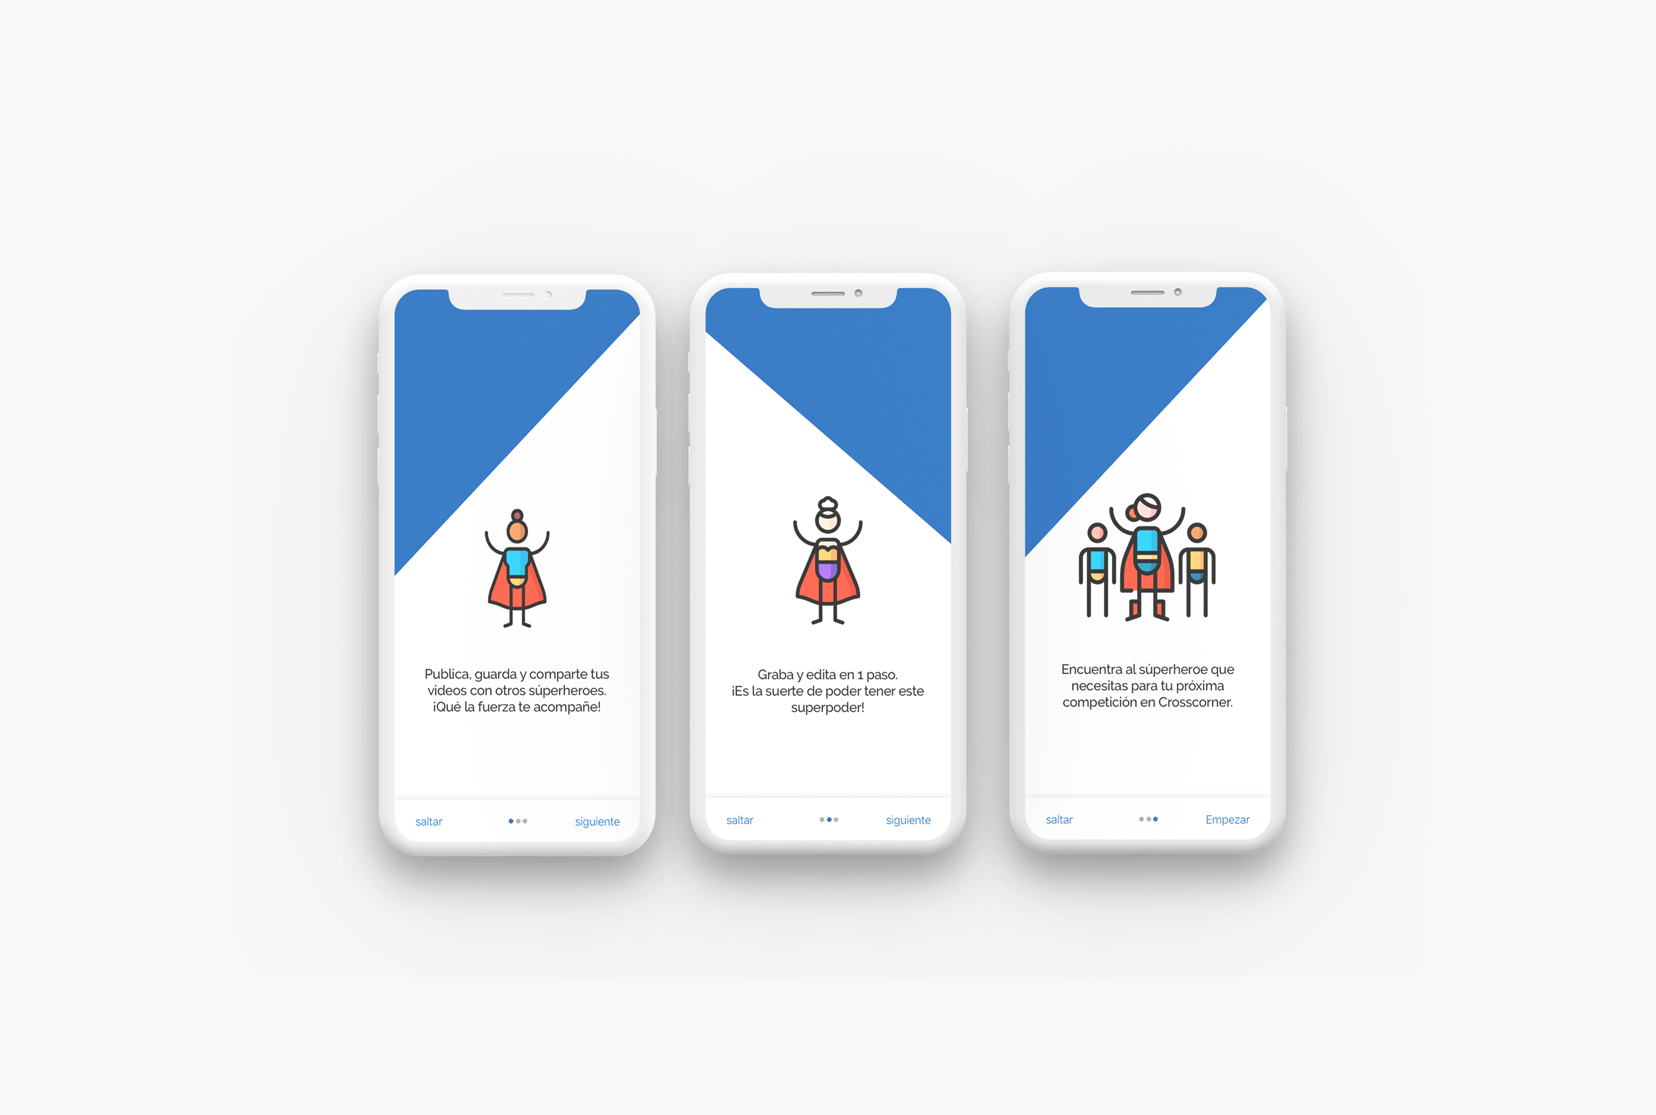 Publica, guarda y comparte tus
videos con otros súperheroes.
¡Qué la fuerza te acompañe!
saltar
siguiente
Graba y edita en 1 paso.
¡Es la suerte de poder tener este
superpoder!
saltar
siguiente
Encuentra al súperheroe que
necesitas para tu próxima
competición en Crosscorner.
saltar
Empezar